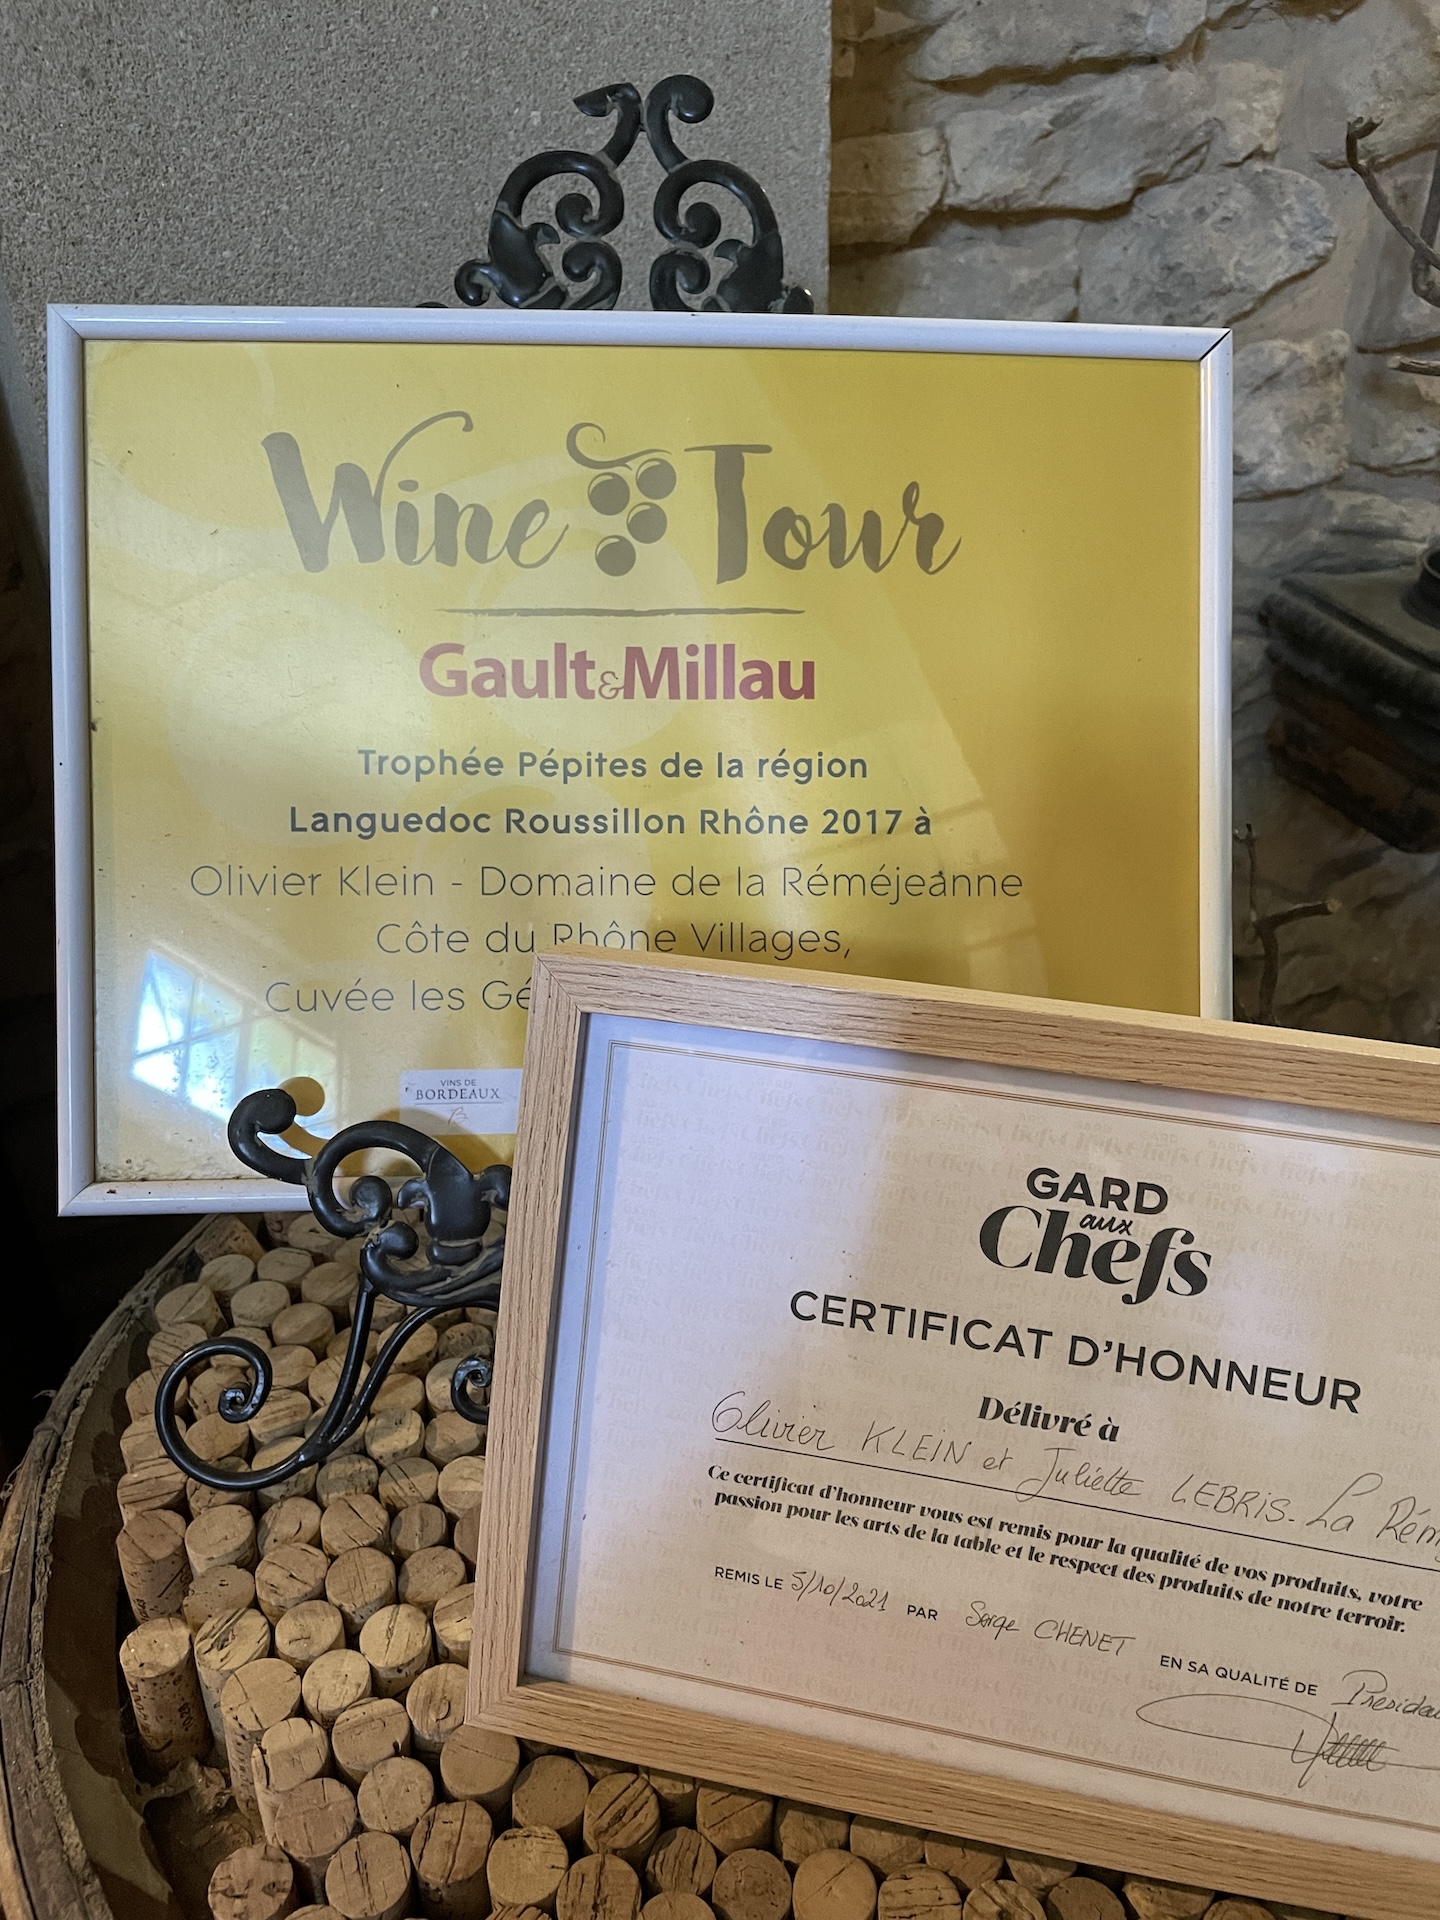 Wine Tour
Gault&Millau
Trophée Pépites de la région
Languedoc Roussillon Rhône 2017 à
Olivier Klein - Domaine de la Réméjeanne
Côte du Rhône Villages,
Cuvée les Gé
VINS DE
BORDEAUX
B
GARD
aux
Chefs
CERTIFICAT D'HONNEUR
Délivré à
Olivier KLEIN et Juliette LEBRIS. La Rém
Ce certificat d'honneur vous est remis pour la qualité de vos produits, votre
passion pour les arts de la table et le respect des produits de notre terroir.
REMIS LE 5/10/2021 PAR Serge CHENET EN SA QUALITÉ DE Presiden